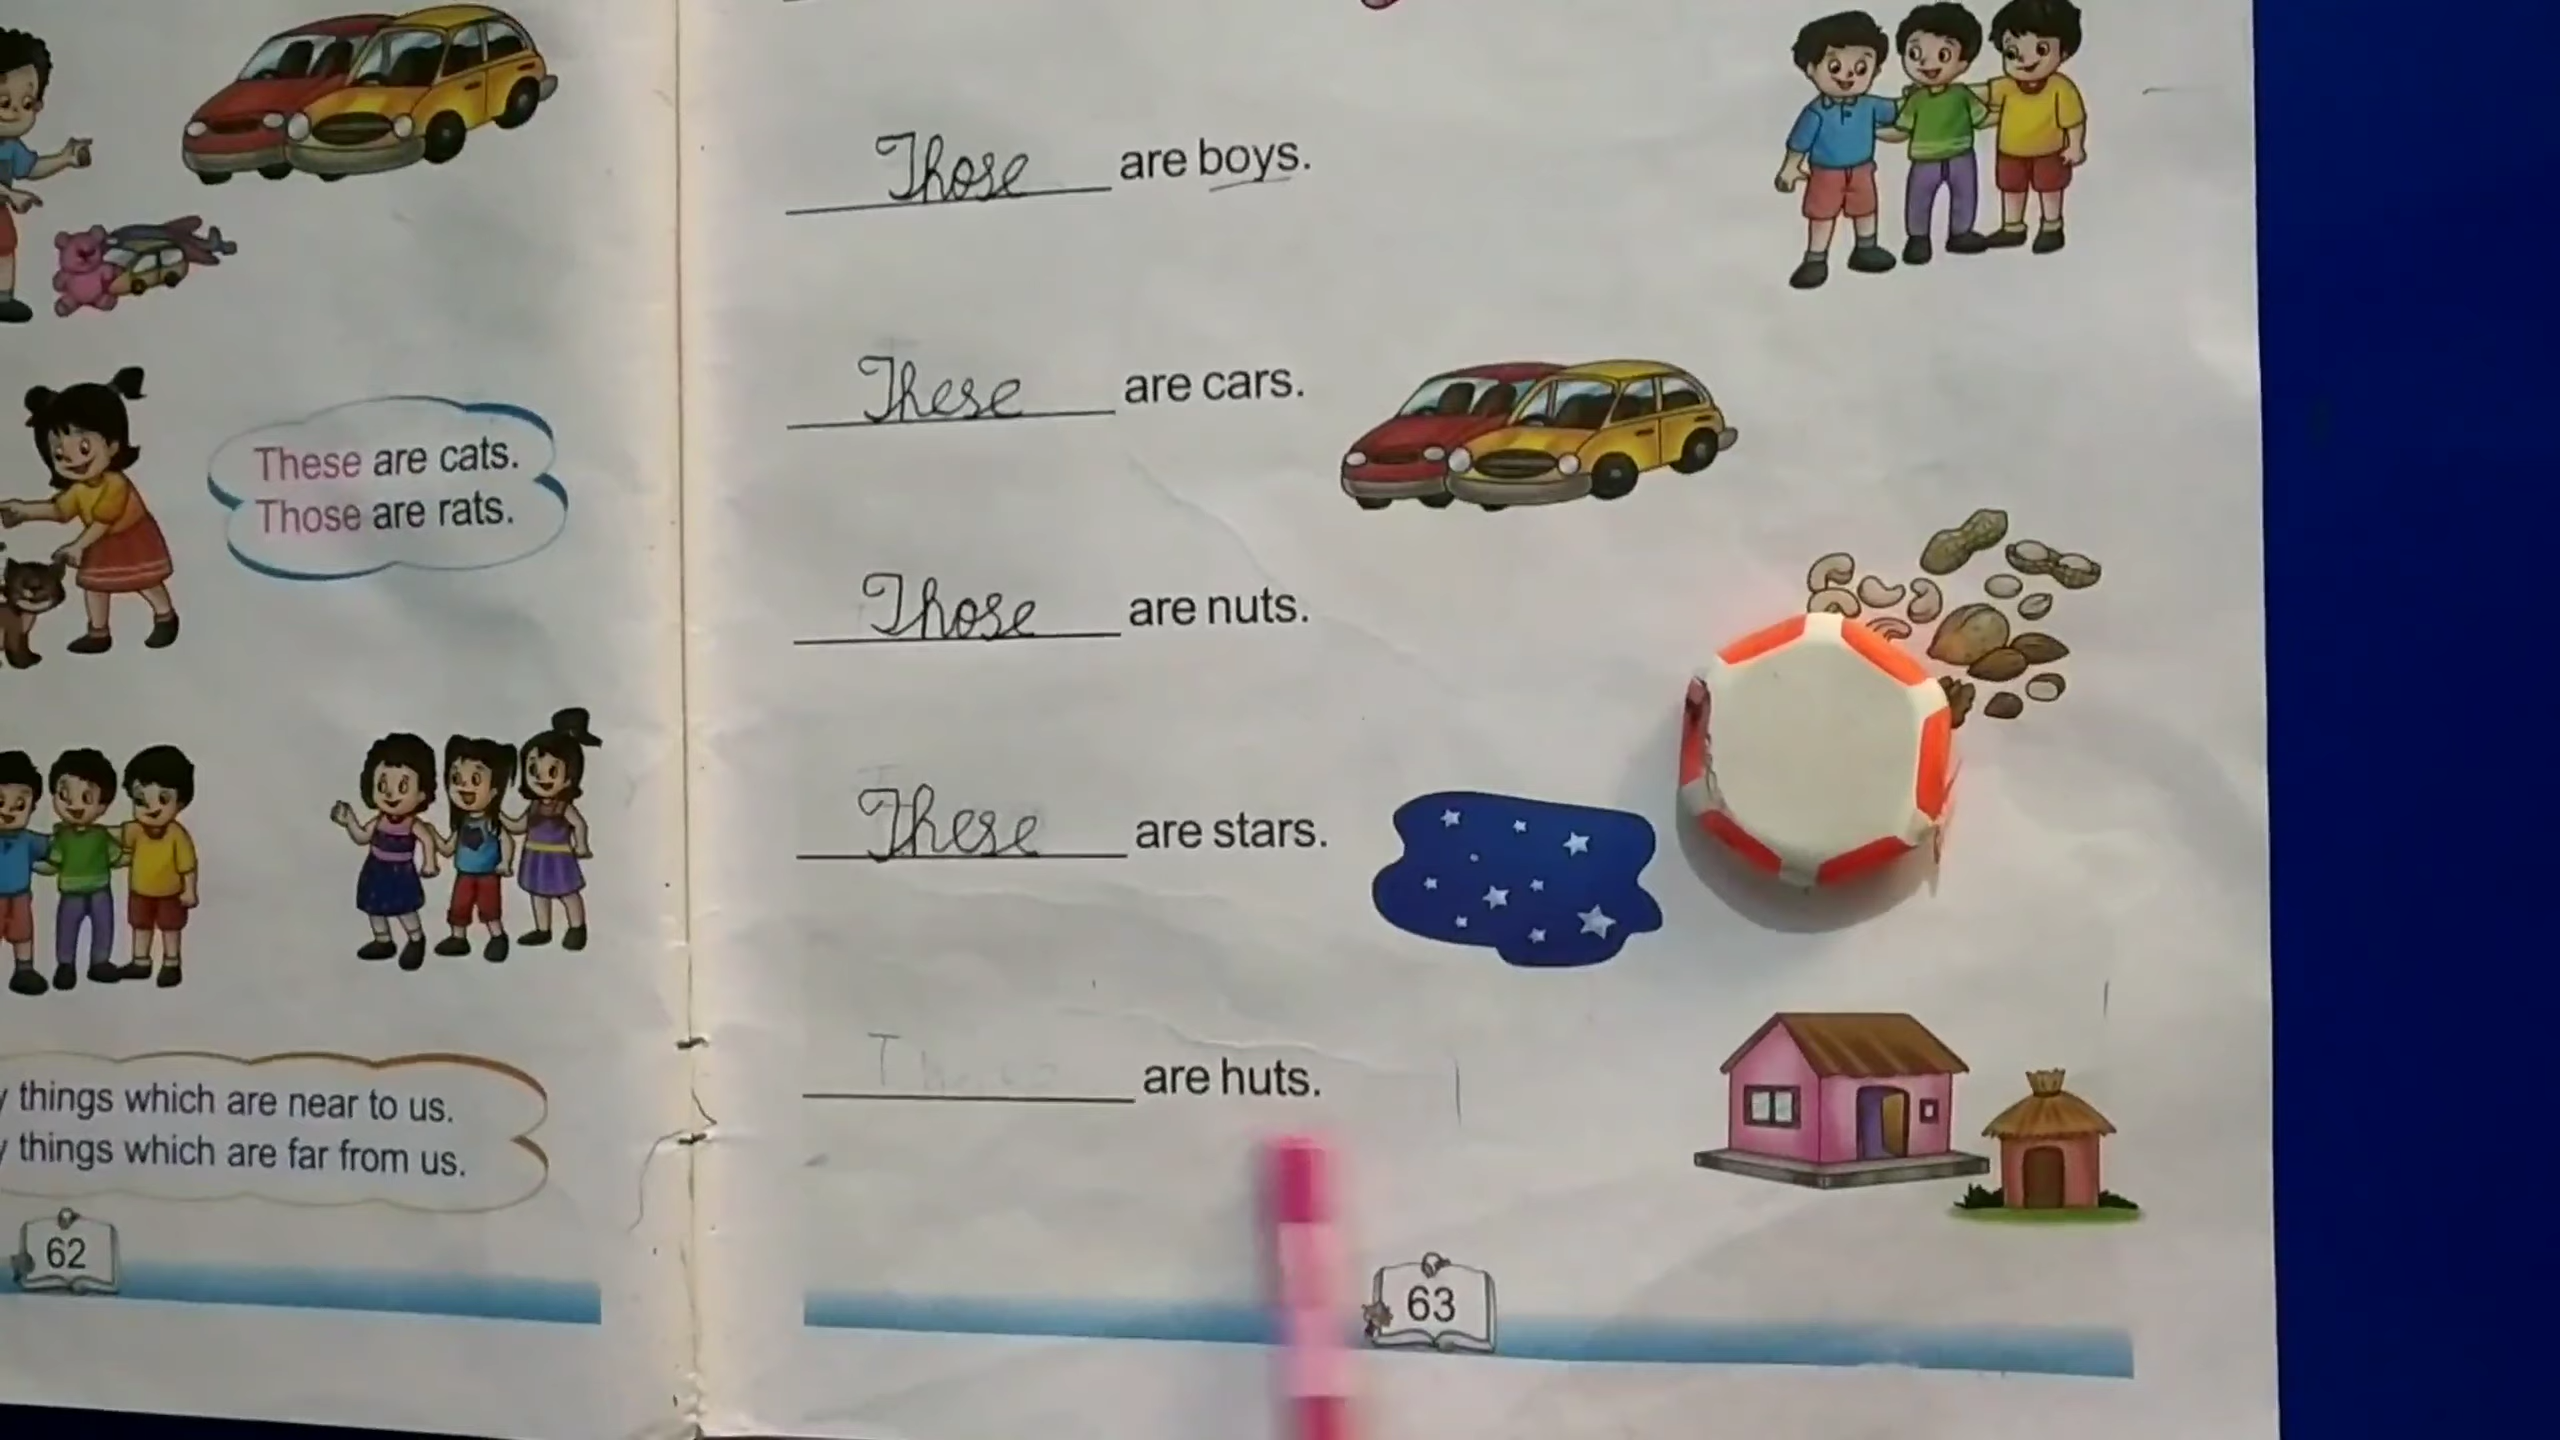 These are cats.
Those are rats.
things which are near to us.
things which are far from us.
62
Those are boys.
These are cars.
Those are nuts.
These are stars.
are huts.
63